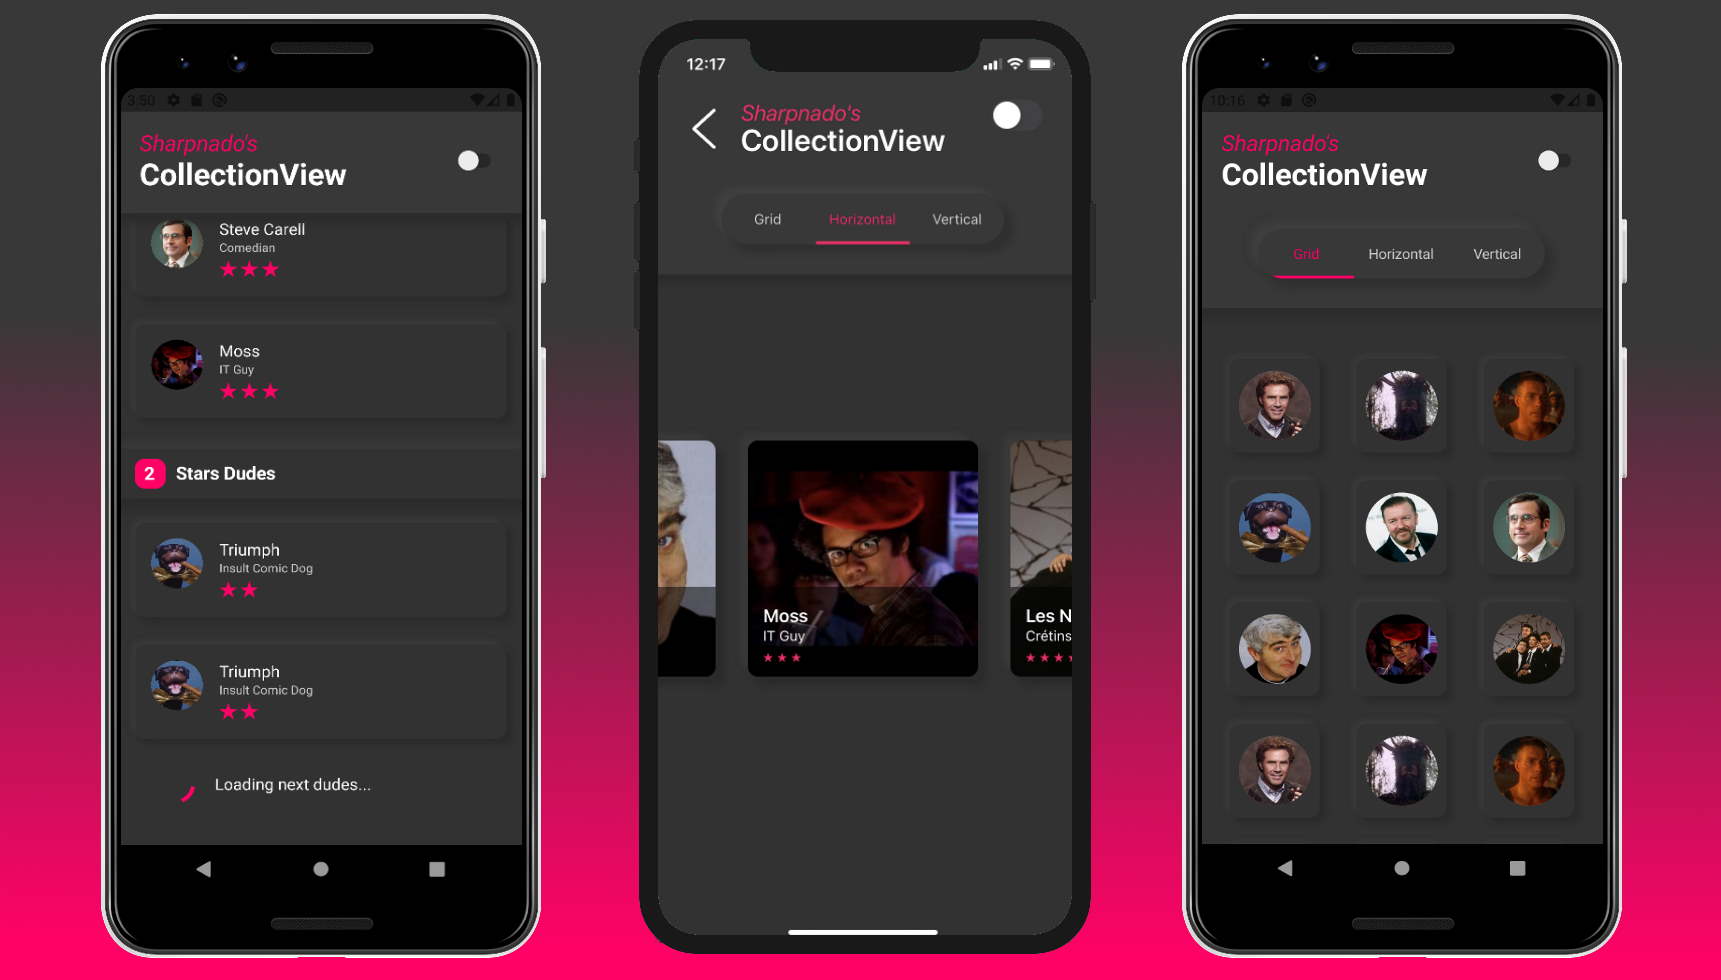 3:50
Sharpnado's
CollectionView
Steve Carell
Comedian
★★★
Moss
IT Guy
★★★
2 Stars Dudes
Triumph
Insult Comic Dog
★★
Triumph
Insult Comic Dog
★★
Loading next dudes...
12:17
Sharpnado's
CollectionView
Grid Horizontal Vertical
Moss
IT Guy
★★★
Les N
Crétins
★★★★
10:16
Sharpnado's
CollectionView
Grid Horizontal Vertical